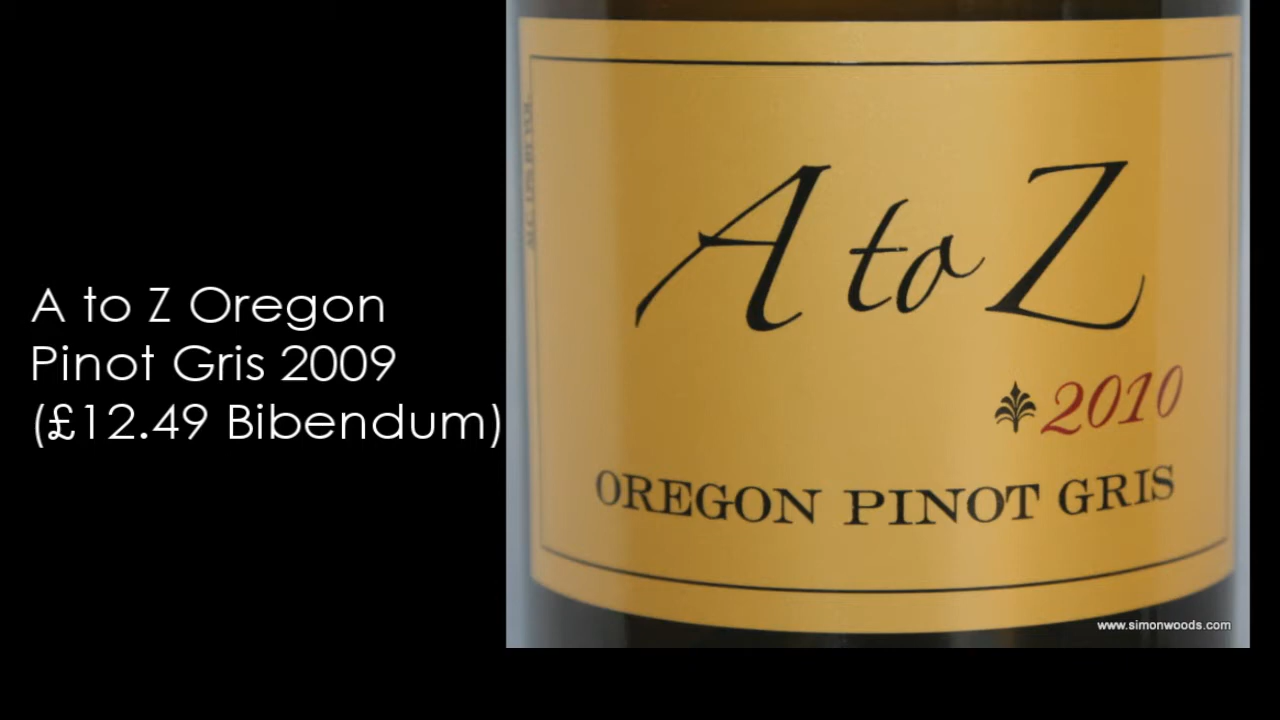 A to Z Oregon
Pinot Gris 2009
(£12.49 Bibendum)
A to Z
2010
OREGON PINOT GRIS
www.simonwoods.com